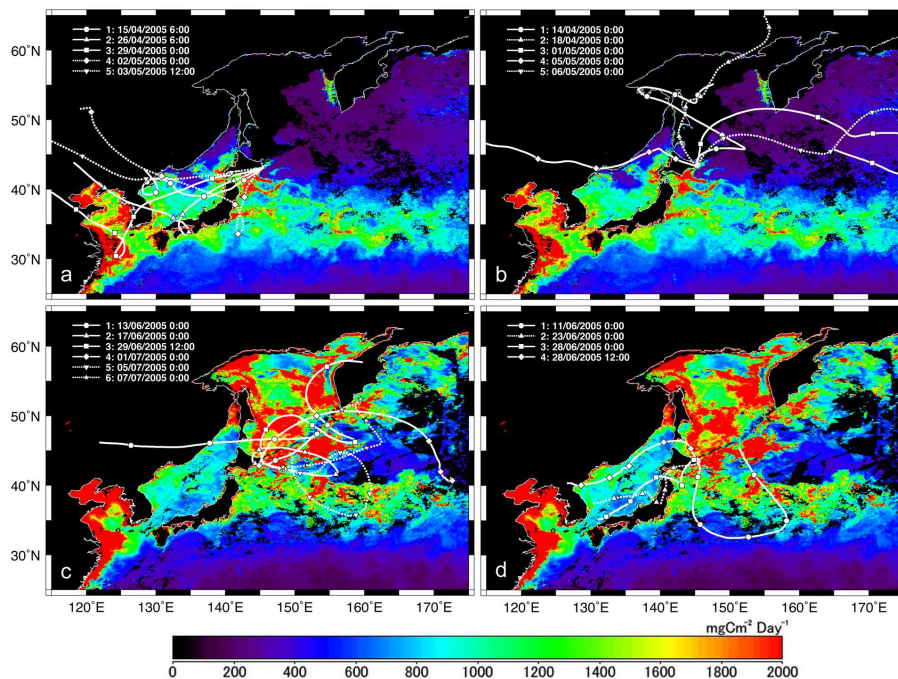 1: 15/04/2005 6:00
2: 26/04/2005 6:00
3: 29/04/2005 0:00
4: 02/05/2005 0:00
5: 03/05/2005 12:00
1: 14/04/2005 0:00
2: 18/04/2005 0:00
3: 01/05/2005 0:00
4: 05/05/2005 0:00
5: 06/05/2005 0:00
60°N
50°N
40°N
30°N
a
b
1: 13/06/2005 0:00
2: 17/06/2005 0:00
3: 29/06/2005 12:00
4: 01/07/2005 0:00
5: 05/07/2005 0:00
6: 07/07/2005 0:00
1: 11/06/2005 0:00
2: 23/06/2005 0:00
3: 28/06/2005 0:00
4: 28/06/2005 12:00
60°N
50°N
40°N
30°N
c
d
120°E 130°E 140°E 150°E 160°E 170°E 120°E 130°E 140°E 150°E 160°E 170°E
mgCm⁻² Day⁻¹
0 200 400 600 800 1000 1200 1400 1600 1800 2000